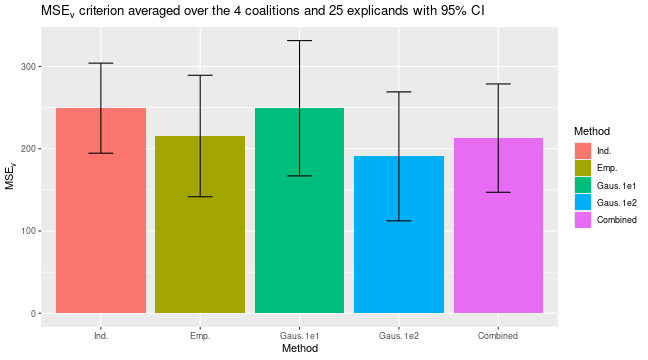 MSEv criterion averaged over the 4 coalitions and 25 explicands with 95% CI
MSEv
300
200
100
0
Ind.
Emp.
Gaus. 1e1
Gaus. 1e2
Combined
Method
Method
Ind.
Emp.
Gaus. 1e1
Gaus. 1e2
Combined